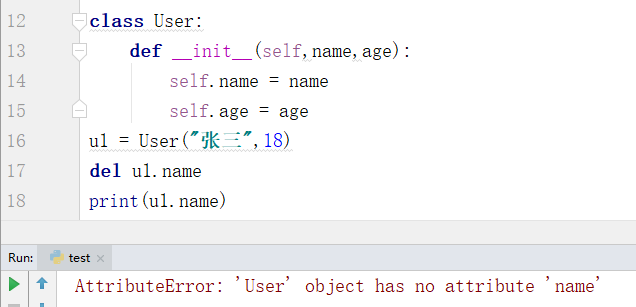 12 class User:
13 def __init__(self,name,age):
14 self.name = name
15 self.age = age
16 u1 = User("张三",18)
17 del u1.name
18 print(u1.name)
Run: test ×
AttributeError: 'User' object has no attribute 'name'